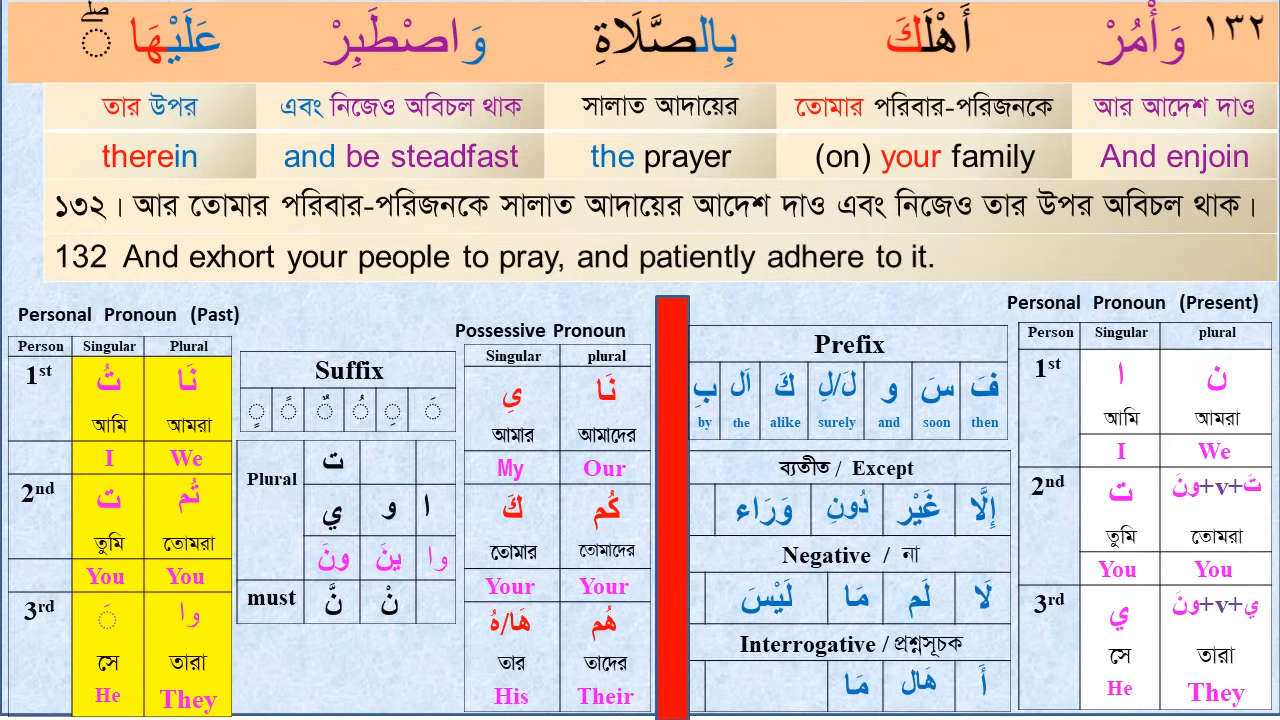 ١٣٢ وَأْمُرْ أَهْلَكَ بِالصَّلَاةِ وَاصْطَبِرْ عَلَيْهَا ۖ
তার উপর এবং নিজেও অবিচল থাক সালাত আদায়ের তোমার পরিবার-পরিজনকে আর আদেশ দাও
therein and be steadfast the prayer (on) your family And enjoin
১৩২। আর তোমার পরিবার-পরিজনকে সালাত আদায়ের আদেশ দাও এবং নিজেও তার উপর অবিচল থাক।
132 And exhort your people to pray, and patiently adhere to it.
Personal Pronoun (Past)
Person Singular Plural
1st تُ نَا
আমি আমরা
I We
2nd ت تُم
তুমি তোমরা
You You
3rd َ وا
সে তারা
He They
Suffix
ٍ ً ٌ ُ ِ َ
Plural ت
ي و ا
ونَ ينَ وا
must نَّ نْ
Possessive Pronoun
Singular plural
يِ نَا
আমার আমাদের
My Our
كَ كُم
তোমার তোমাদের
Your Your
هَا/هُ هُم
তার তাদের
His Their
Prefix
بِ اَل كَ لَ/لِ و سَ فَ
by the alike surely and soon then
ব্যতীত / Except
وَرَاء دُونِ غَيْر إِلَّا
Negative / না
لَيْسَ مَا لَم لَا
Interrogative / প্রশ্নসূচক
مَا هَال أَ
Personal Pronoun (Present)
Person Singular plural
1st ا ن
আমি আমরা
I We
2nd ت تَ+v+ونَ
তুমি তোমরা
You You
3rd ي ي+v+ونَ
সে তারা
He They